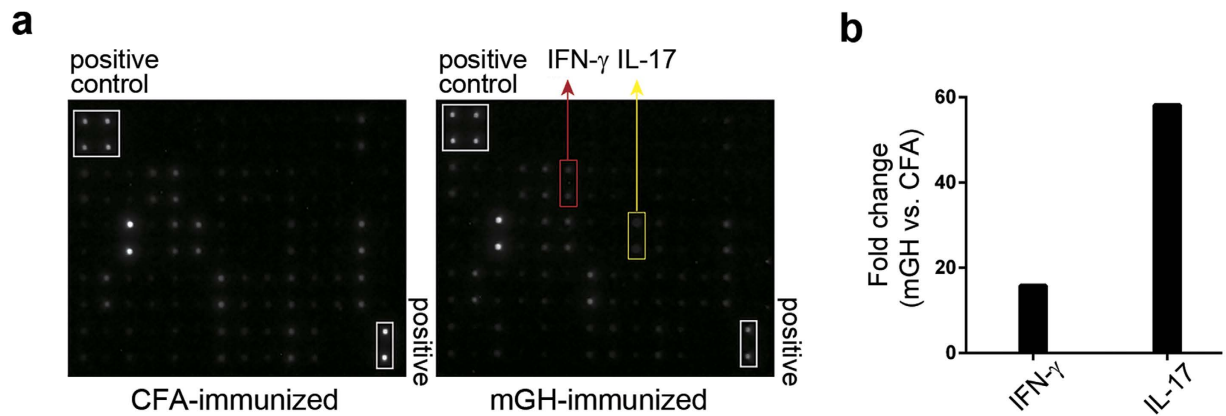 a
positive
control
positive
control
IFN-γ IL-17
positive
positive
CFA-immunized
mGH-immunized
b
Fold change
(mGH vs. CFA)
60
40
20
0
IFN-γ
IL-17